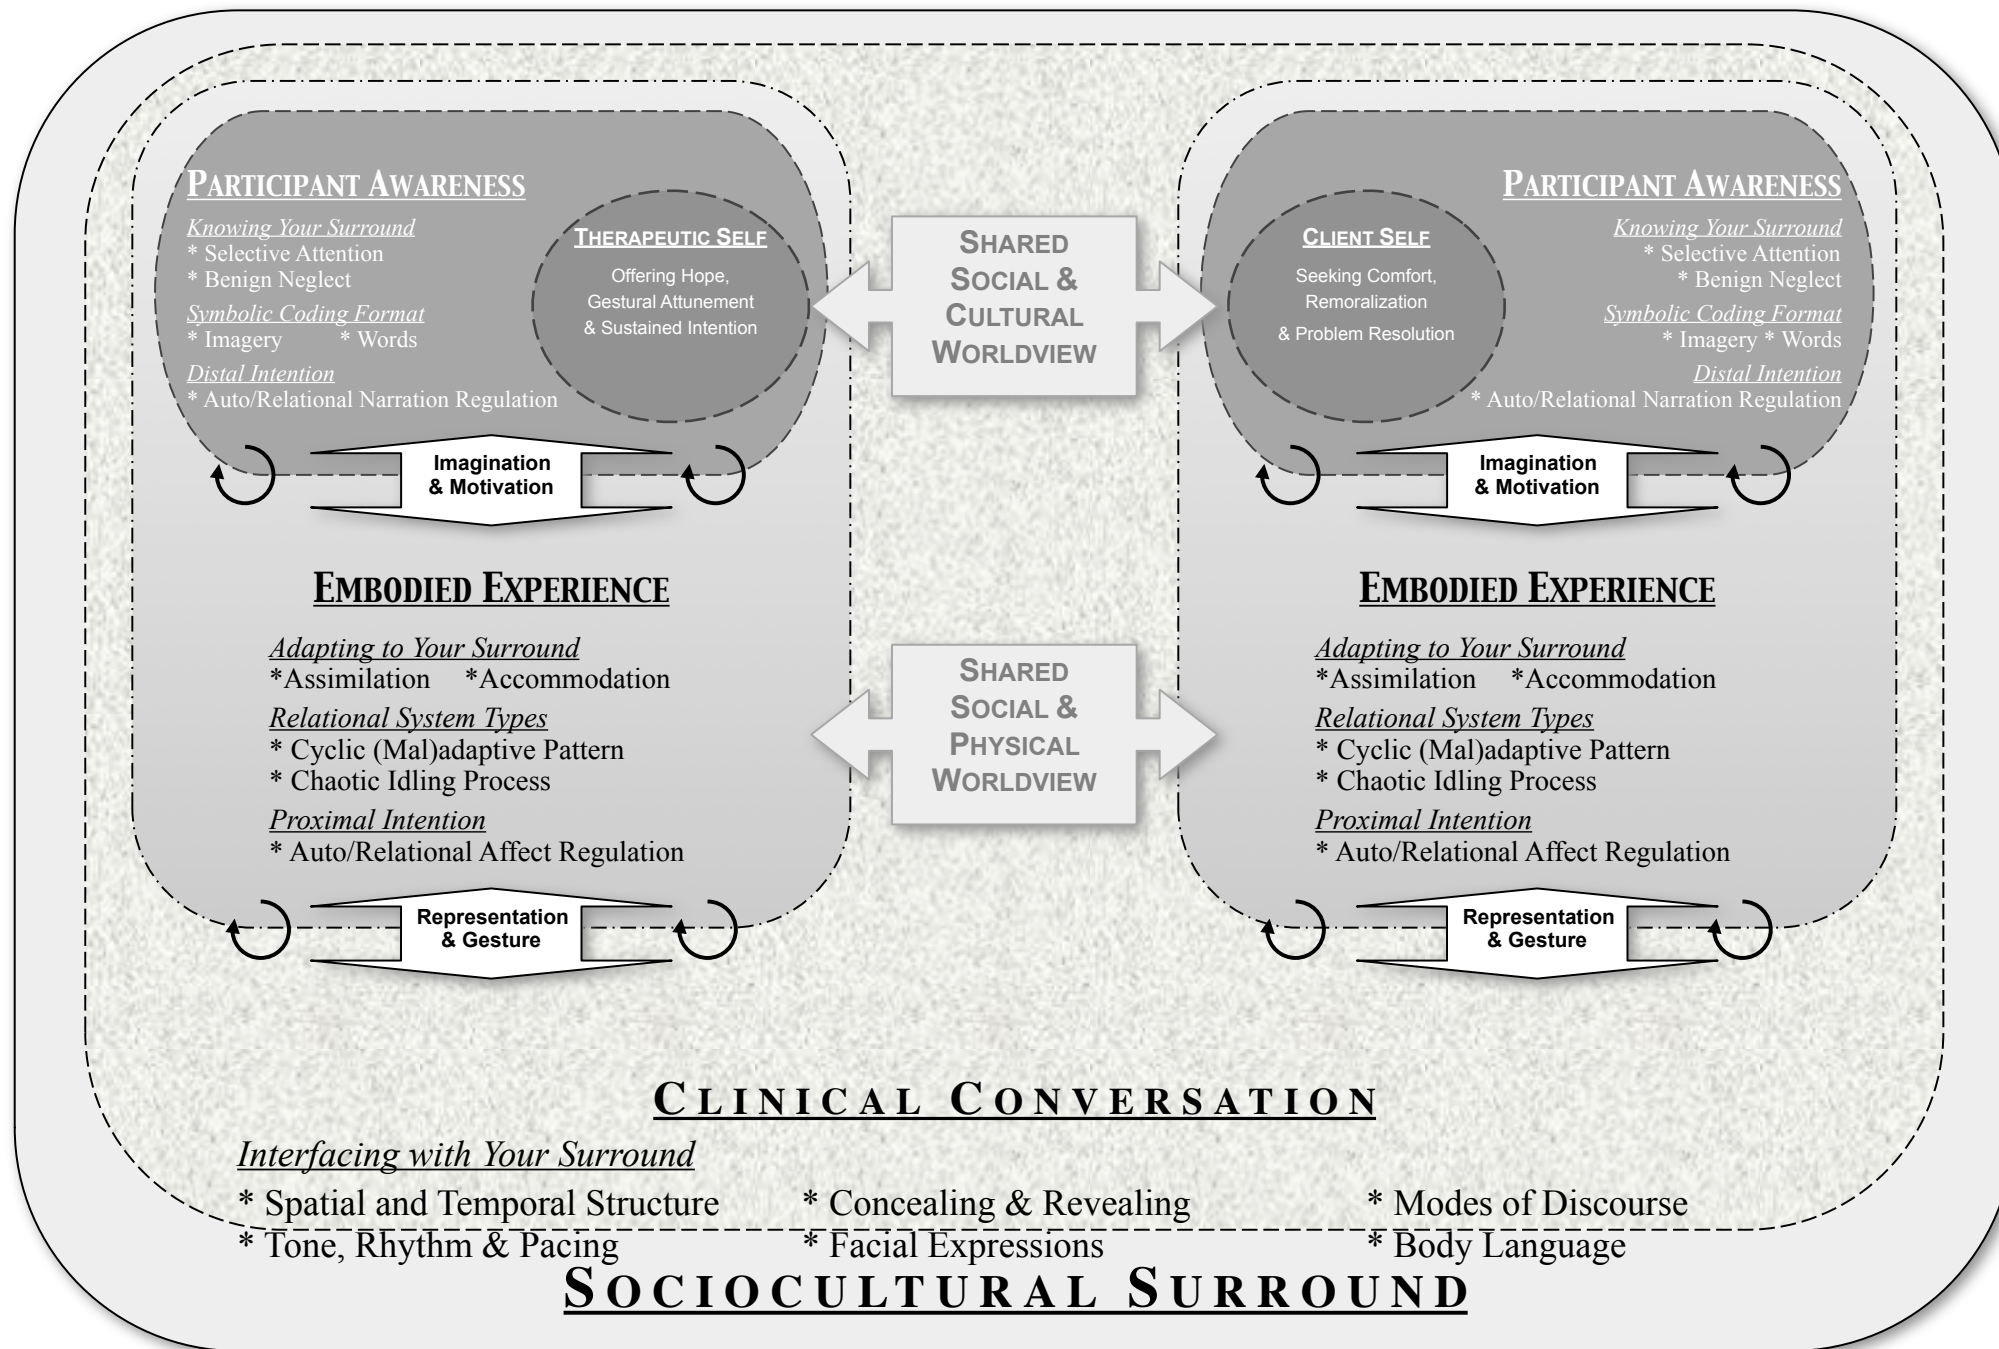 PARTICIPANT AWARENESS
Knowing Your Surround
* Selective Attention
* Benign Neglect
Symbolic Coding Format
* Imagery * Words
Distal Intention
* Auto/Relational Narration Regulation
THERAPEUTIC SELF
Offering Hope,
Gestural Attunement
& Sustained Intention
SHARED
SOCIAL &
CULTURAL
WORLDVIEW
CLIENT SELF
Seeking Comfort,
Remoralization
& Problem Resolution
PARTICIPANT AWARENESS
Knowing Your Surround
* Selective Attention
* Benign Neglect
Symbolic Coding Format
* Imagery * Words
Distal Intention
* Auto/Relational Narration Regulation
Imagination
& Motivation
Imagination
& Motivation
EMBODIED EXPERIENCE
Adapting to Your Surround
*Assimilation *Accommodation
Relational System Types
* Cyclic (Mal)adaptive Pattern
* Chaotic Idling Process
Proximal Intention
* Auto/Relational Affect Regulation
SHARED
SOCIAL &
PHYSICAL
WORLDVIEW
EMBODIED EXPERIENCE
Adapting to Your Surround
*Assimilation *Accommodation
Relational System Types
* Cyclic (Mal)adaptive Pattern
* Chaotic Idling Process
Proximal Intention
* Auto/Relational Affect Regulation
Representation
& Gesture
Representation
& Gesture
CLINICAL CONVERSATION
Interfacing with Your Surround
* Spatial and Temporal Structure * Concealing & Revealing * Modes of Discourse
* Tone, Rhythm & Pacing * Facial Expressions * Body Language
SOCIOCULTURAL SURROUND